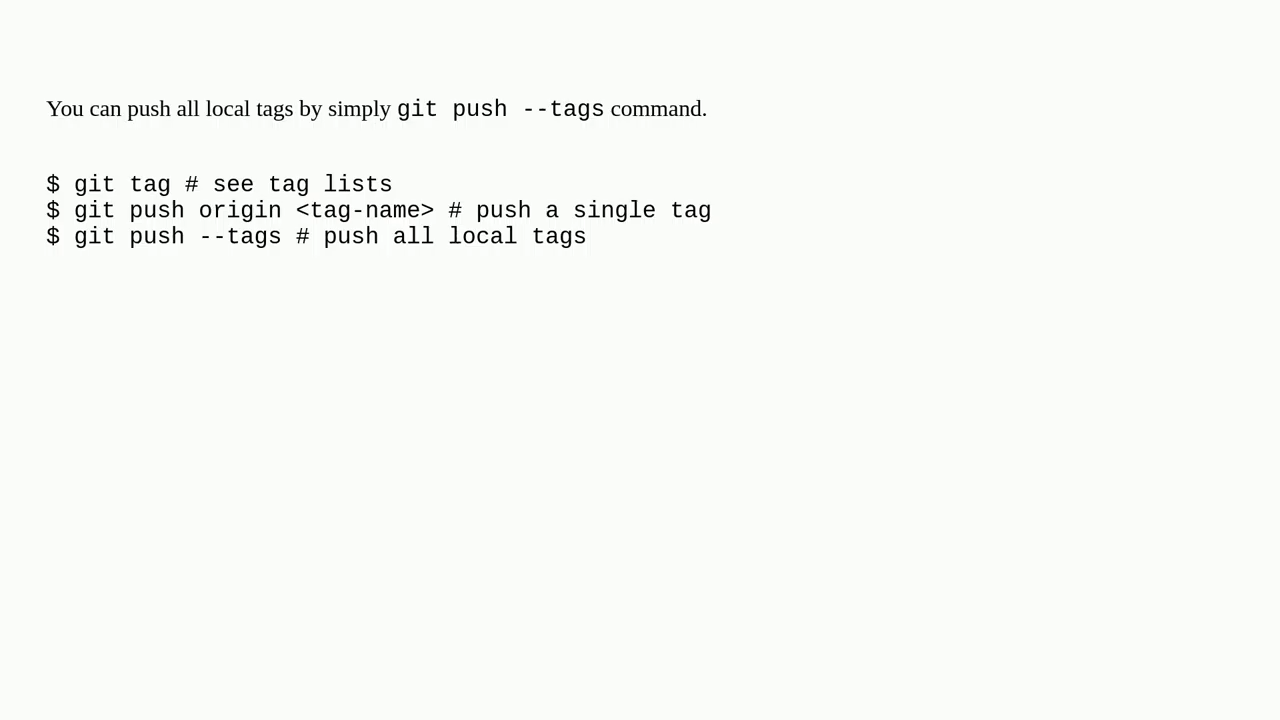 You can push all local tags by simply git push --tags command.
$ git tag # see tag lists
$ git push origin <tag-name> # push a single tag
$ git push --tags # push all local tags